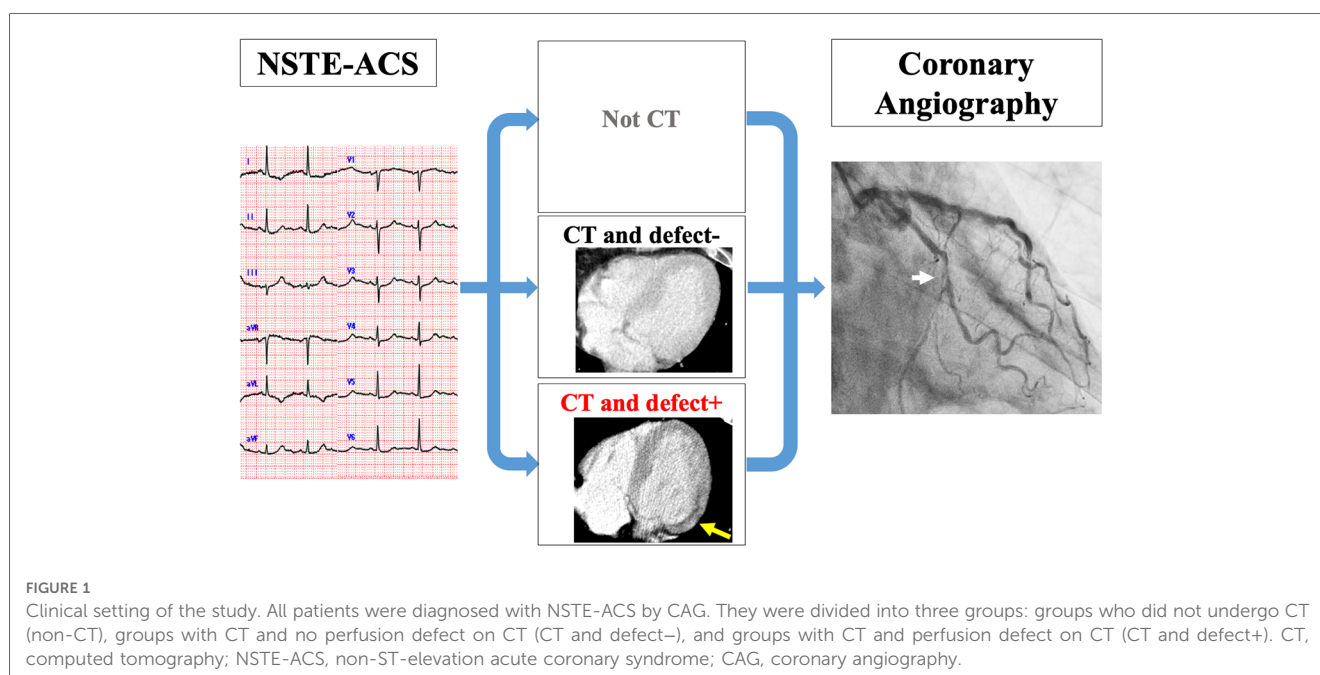 NSTE-ACS
Not CT
Coronary
Angiography
I
V1
II
V2
III
V3
aVR
V4
aVL
V5
aVF
V6
CT and defect-
CT and defect+
FIGURE 1
Clinical setting of the study. All patients were diagnosed with NSTE-ACS by CAG. They were divided into three groups: groups who did not undergo CT
(non-CT), groups with CT and no perfusion defect on CT (CT and defect−), and groups with CT and perfusion defect on CT (CT and defect+). CT,
computed tomography; NSTE-ACS, non-ST-elevation acute coronary syndrome; CAG, coronary angiography.